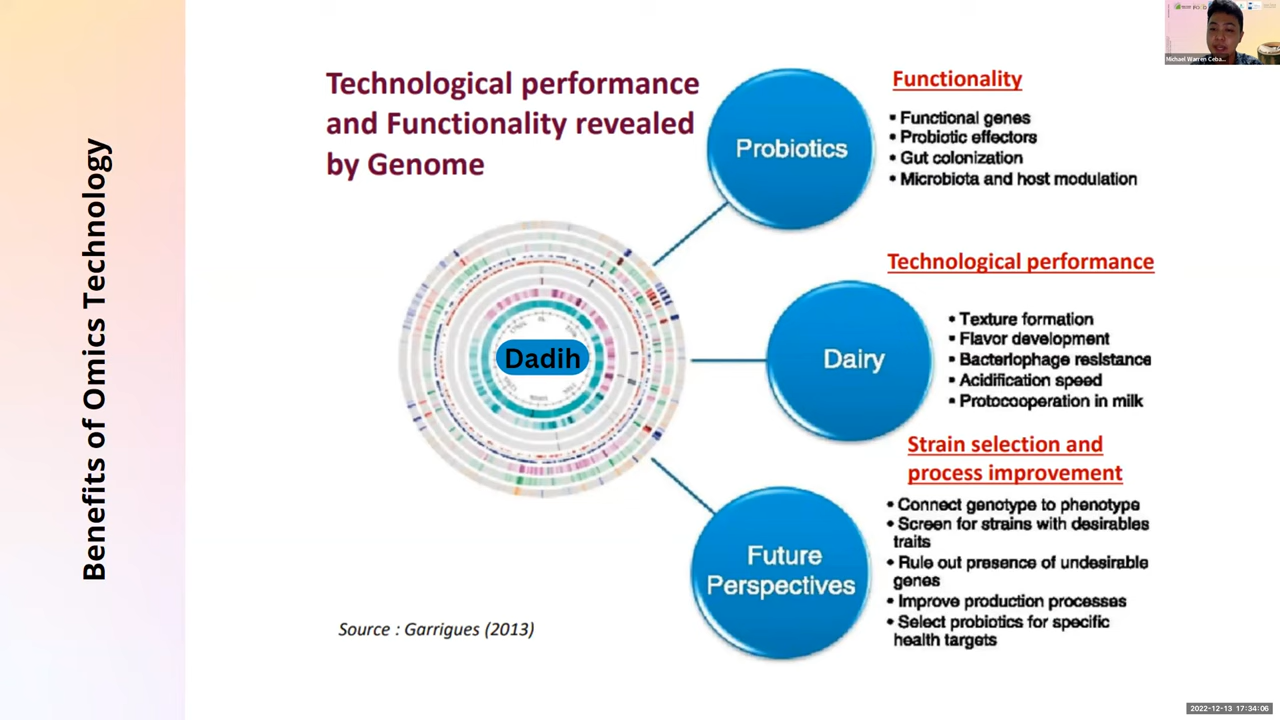 Benefits of Omics Technology
Technological performance
and Functionality revealed
by Genome
Dadih
Source : Garrigues (2013)
Probiotics
Functionality
• Functional genes
• Probiotic effectors
• Gut colonization
• Microbiota and host modulation
Dairy
Technological performance
• Texture formation
• Flavor development
• Bacteriophage resistance
• Acidification speed
• Protocooperation in milk
Future
Perspectives
Strain selection and
process improvement
• Connect genotype to phenotype
• Screen for strains with desirables
traits
• Rule out presence of undesirable
genes
• Improve production processes
• Select probiotics for specific
health targets
Michael Warren Ceba...
2022-12-13 17:34:06